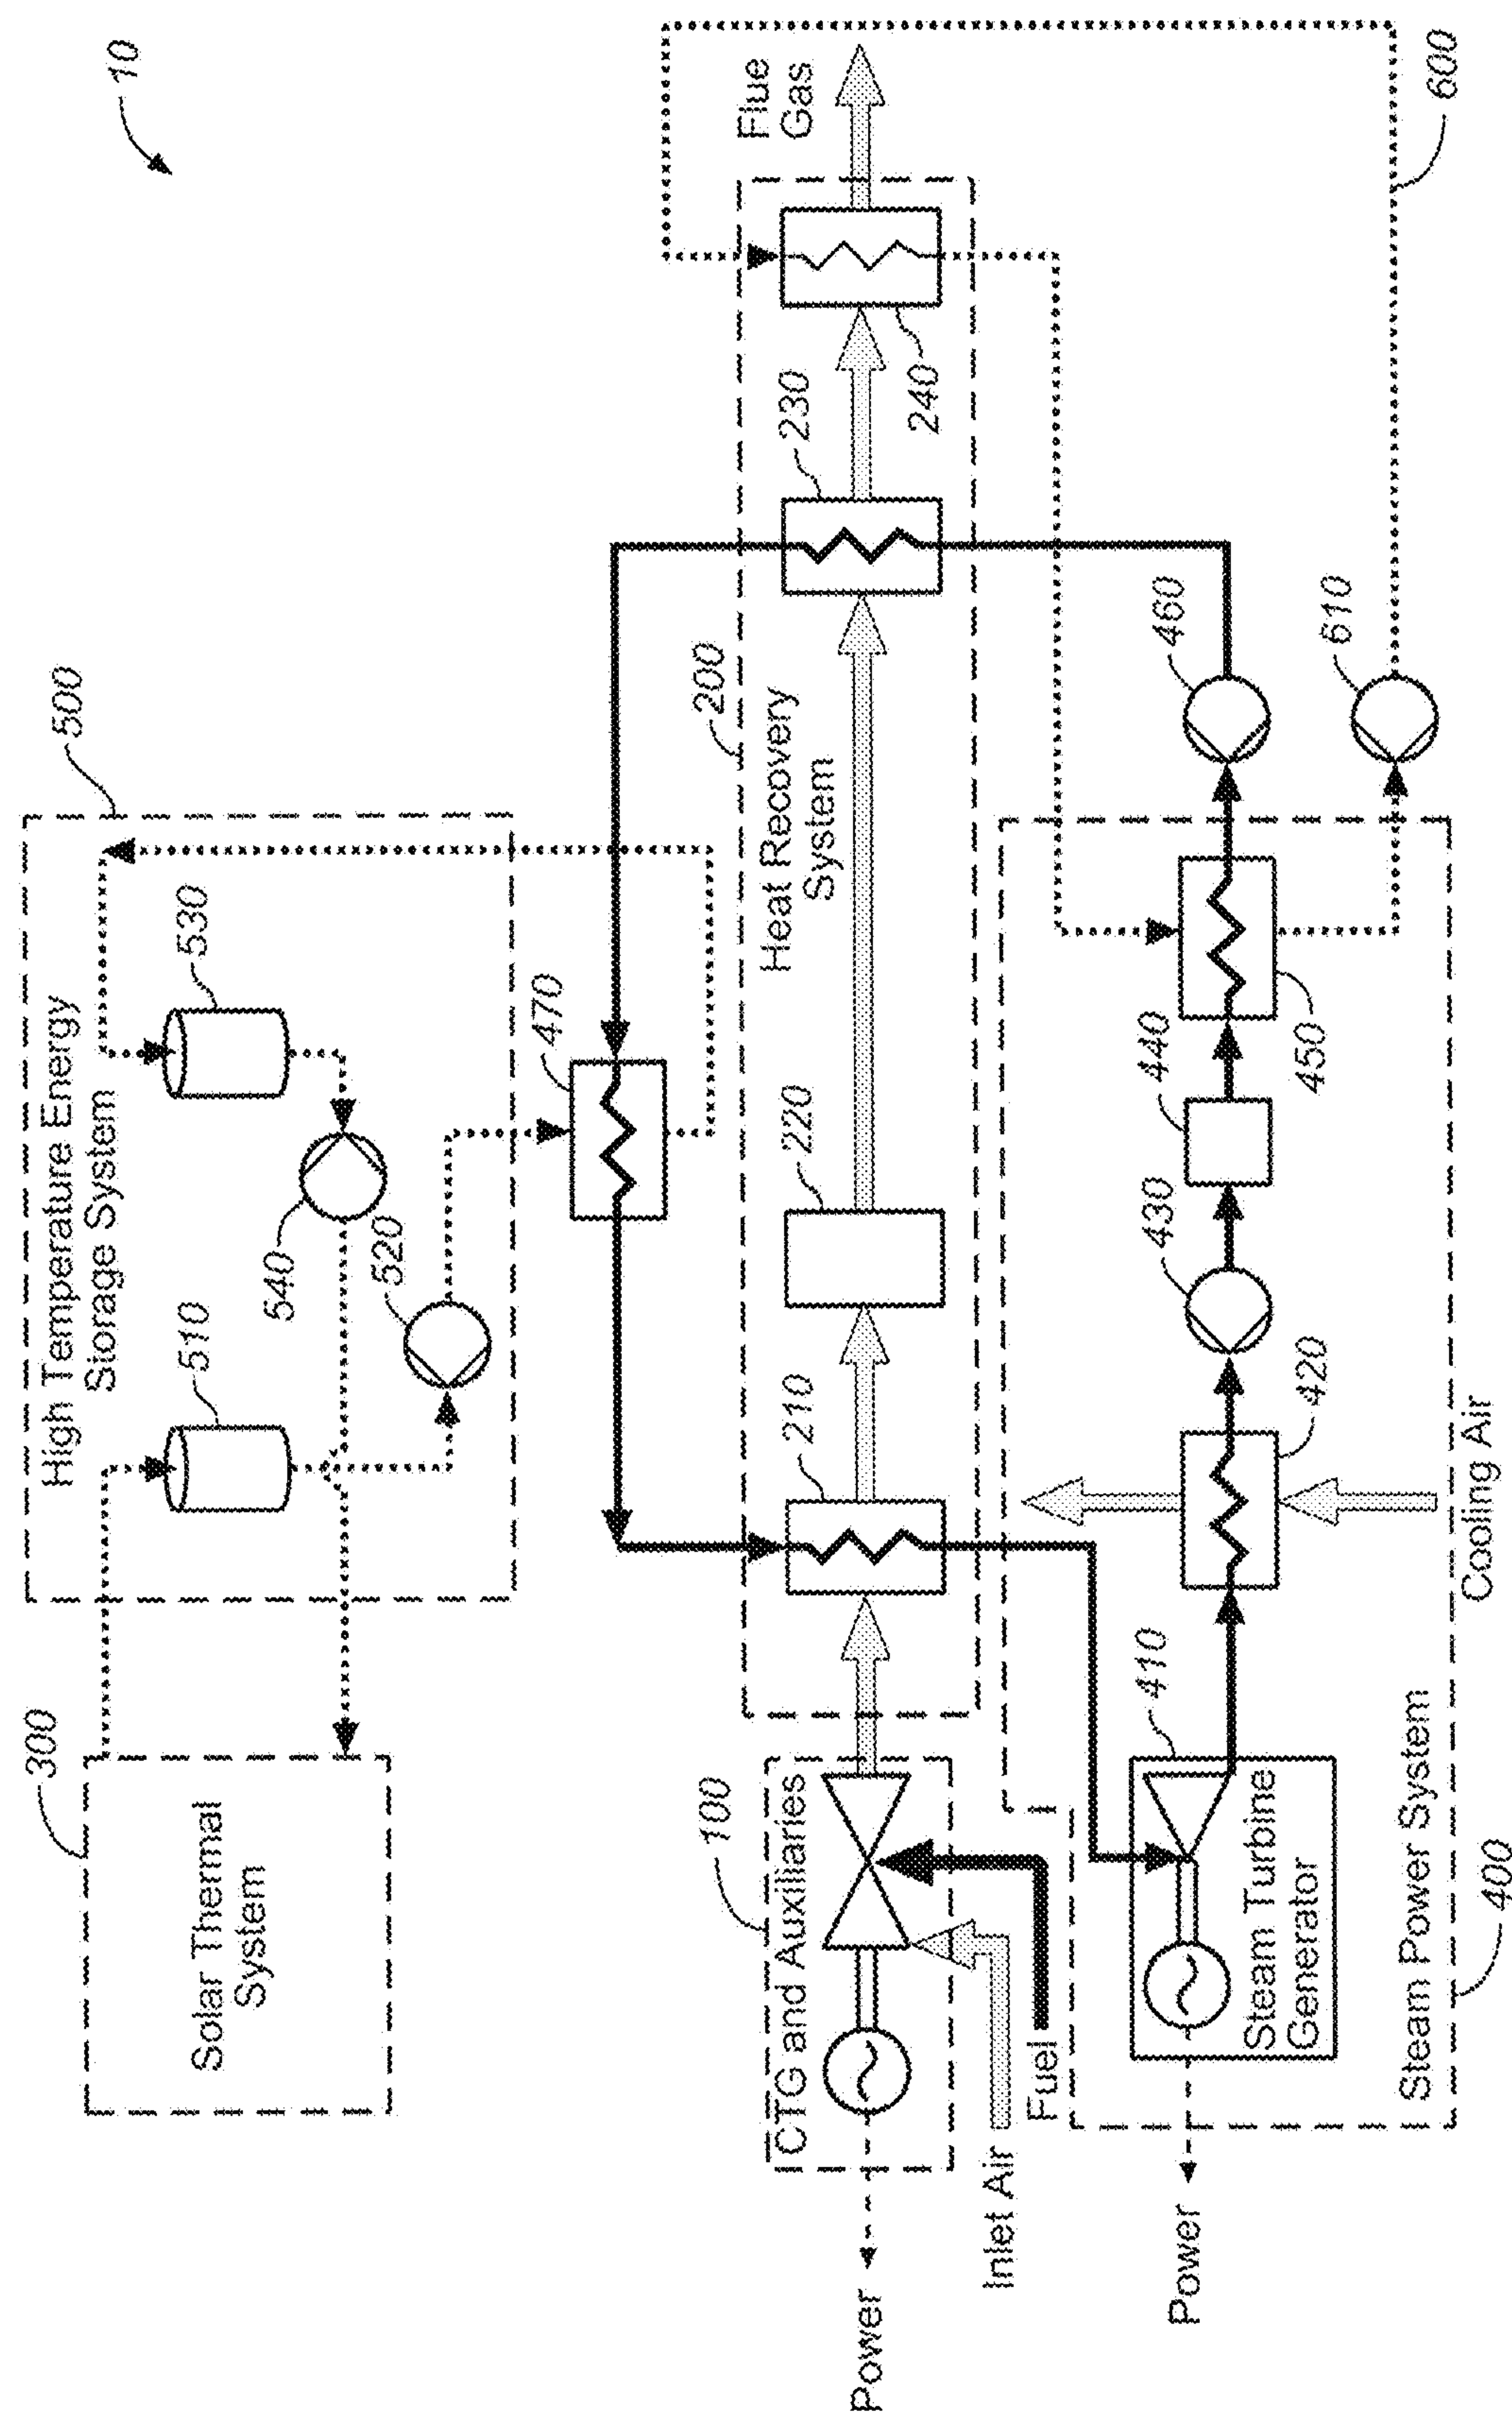 10
300
Solar Thermal
System
High Temperature Energy
Storage System
500
510
530
540
520
470
100
CTG and Auxiliaries
Power
Inlet Air
Fuel
200
Heat Recovery
System
210
220
230
240
Flue
Gas
410
Steam Turbine
Generator
Power
Steam Power System
400
420
Cooling Air
430
440
450
460
610
600